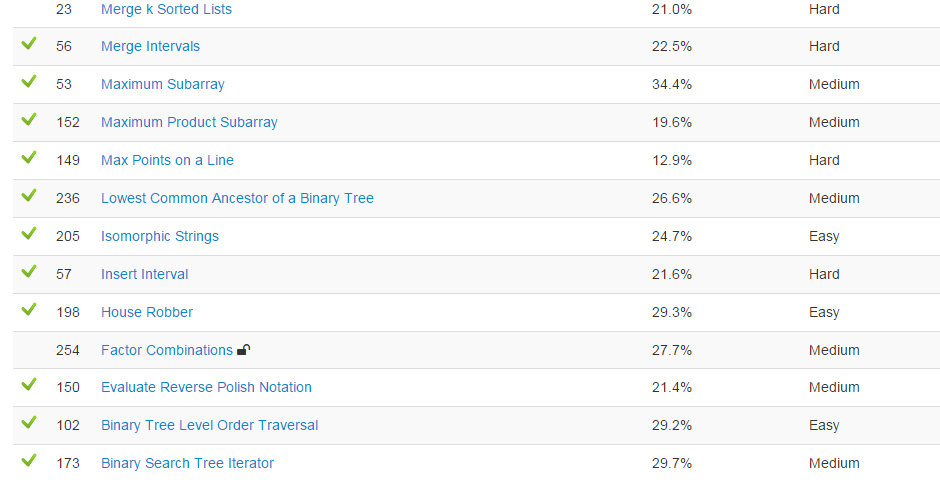 23 Merge k Sorted Lists 21.0% Hard
56 Merge Intervals 22.5% Hard
53 Maximum Subarray 34.4% Medium
152 Maximum Product Subarray 19.6% Medium
149 Max Points on a Line 12.9% Hard
236 Lowest Common Ancestor of a Binary Tree 26.6% Medium
205 Isomorphic Strings 24.7% Easy
57 Insert Interval 21.6% Hard
198 House Robber 29.3% Easy
254 Factor Combinations 27.7% Medium
150 Evaluate Reverse Polish Notation 21.4% Medium
102 Binary Tree Level Order Traversal 29.2% Easy
173 Binary Search Tree Iterator 29.7% Medium